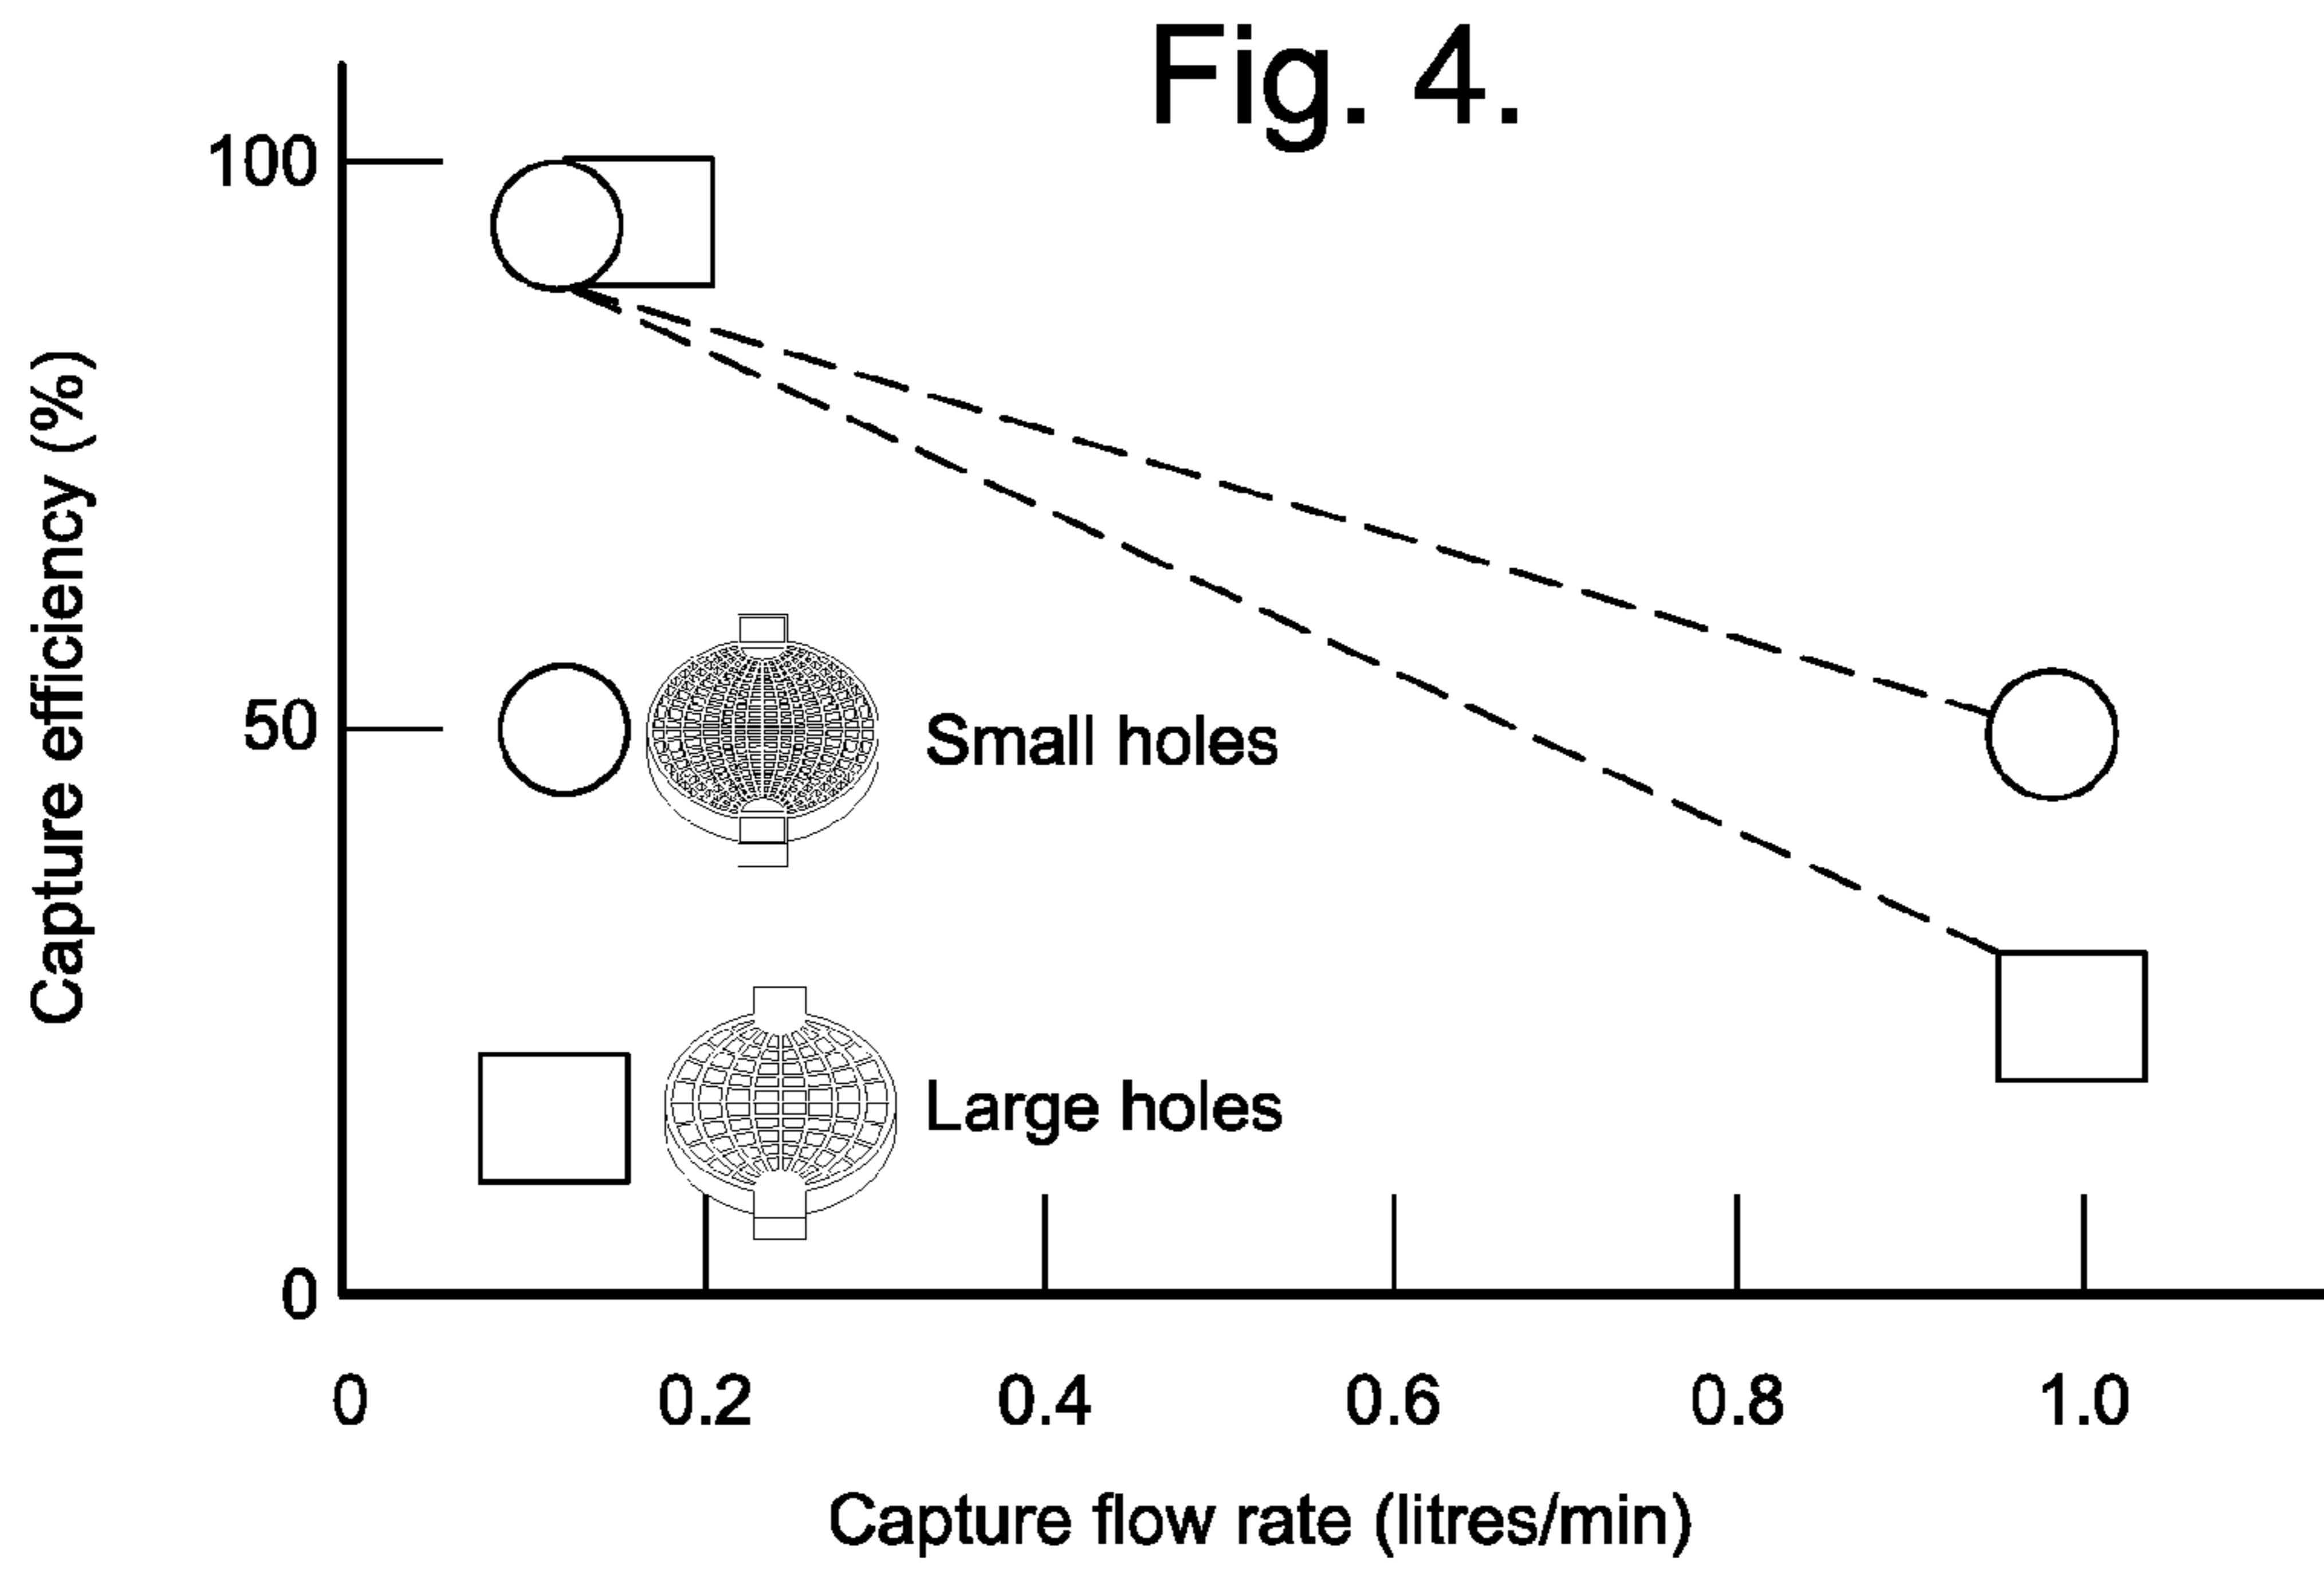 Fig. 4.
Capture efficiency (%)
100
50
0
Small holes
Large holes
0 0.2 0.4 0.6 0.8 1.0
Capture flow rate (litres/min)